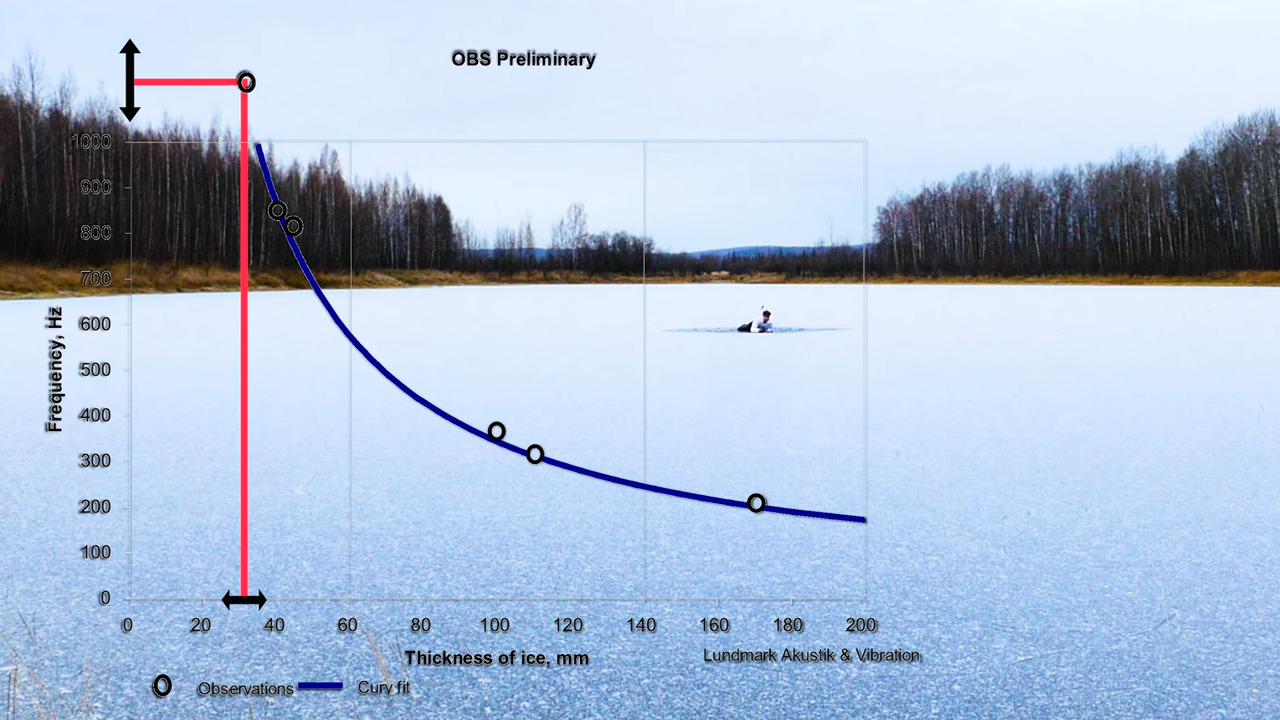 OBS Preliminary
1000
900
800
700
600
500
400
300
200
100
0
Frequency, Hz
0 20 40 60 80 100 120 140 160 180 200
Thickness of ice, mm
Lundmark Akustik & Vibration
Observations
Curv fit